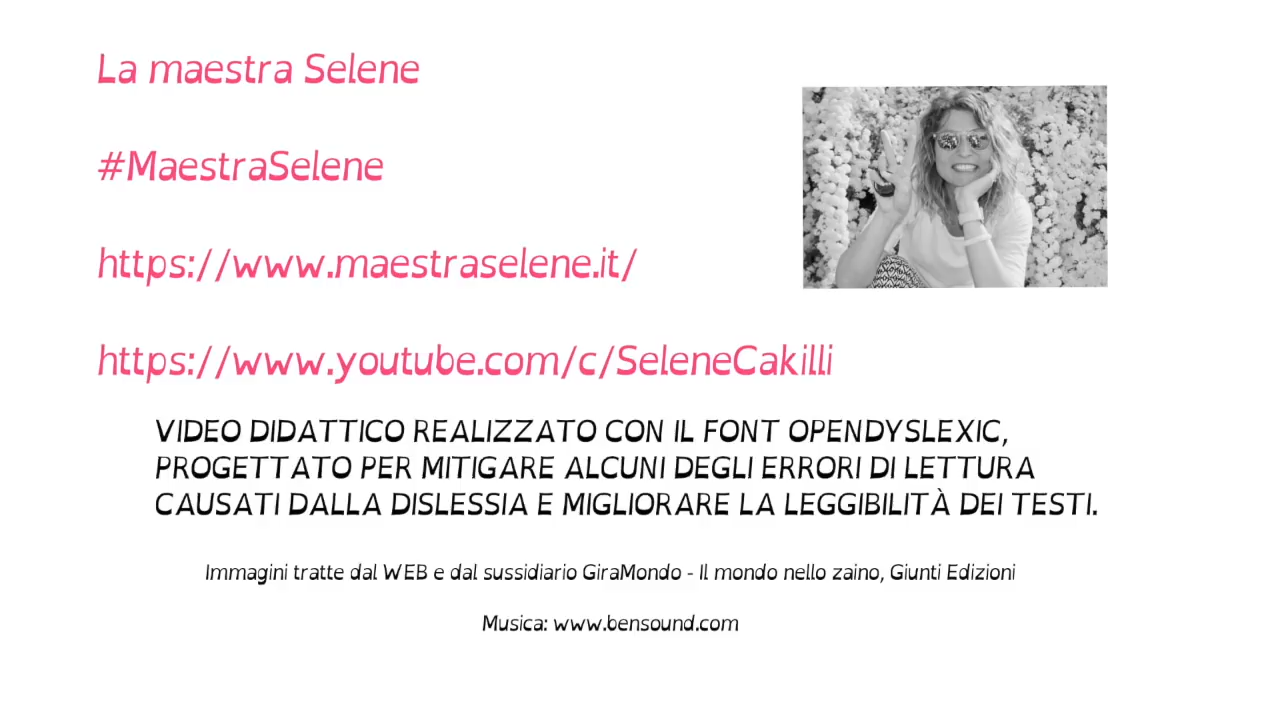 La maestra Selene
#MaestraSelene
https://www.maestraselene.it/
https://www.youtube.com/c/SeleneCakilli
VIDEO DIDATTICO REALIZZATO CON IL FONT OPENDYSLEXIC,
PROGETTATO PER MITIGARE ALCUNI DEGLI ERRORI DI LETTURA
CAUSATI DALLA DISLESSIA E MIGLIORARE LA LEGGIBILITÀ DEI TESTI.
Immagini tratte dal WEB e dal sussidiario GiraMondo - Il mondo nello zaino, Giunti Edizioni
Musica: www.bensound.com